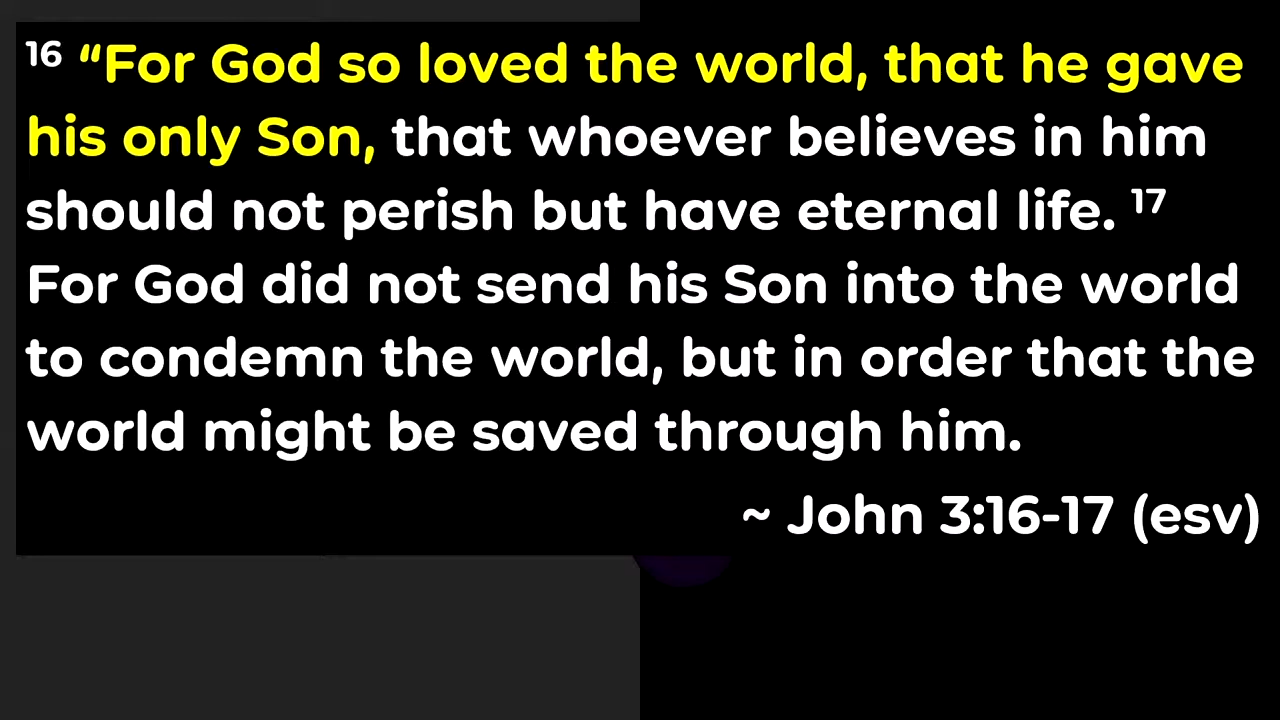 16 “For God so loved the world, that he gave
his only Son, that whoever believes in him
should not perish but have eternal life. 17
For God did not send his Son into the world
to condemn the world, but in order that the
world might be saved through him.
~ John 3:16-17 (esv)